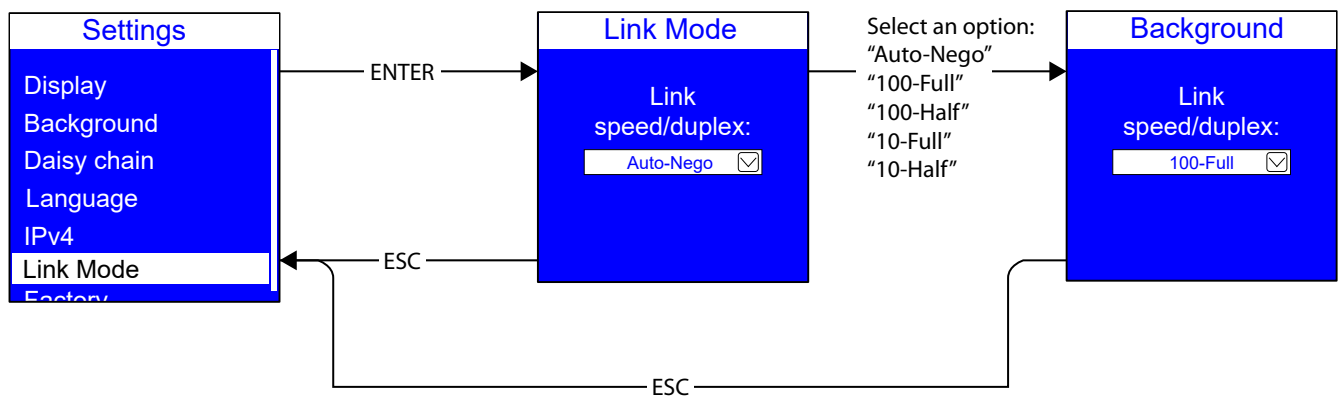 Settings
Display
Background
Daisy chain
Language
IPv4
Link Mode
Factory
ENTER
ESC
Link Mode
Link
speed/duplex:
Auto-Nego
Select an option:
“Auto-Nego”
“100-Full”
“100-Half”
“10-Full”
“10-Half”
Background
Link
speed/duplex:
100-Full
ESC